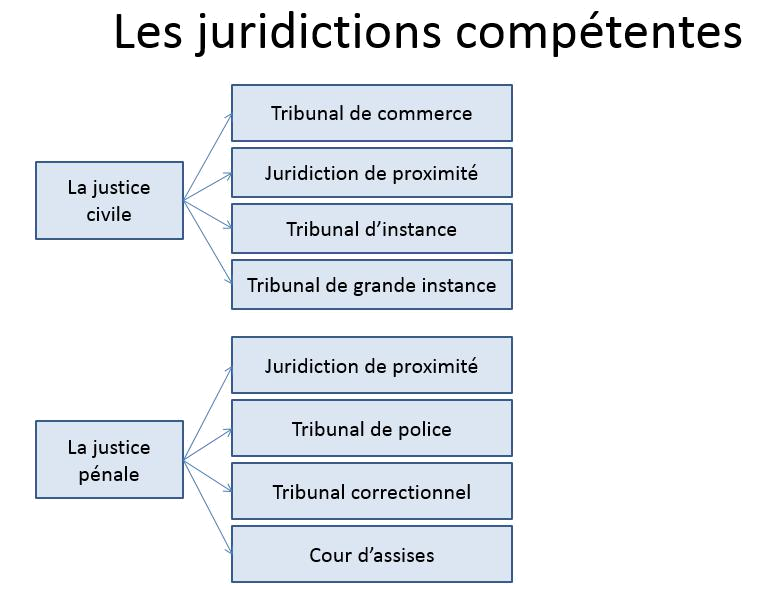 Les juridictions compétentes
La justice
civile
Tribunal de commerce
Juridiction de proximité
Tribunal d’instance
Tribunal de grande instance
La justice
pénale
Juridiction de proximité
Tribunal de police
Tribunal correctionnel
Cour d’assises